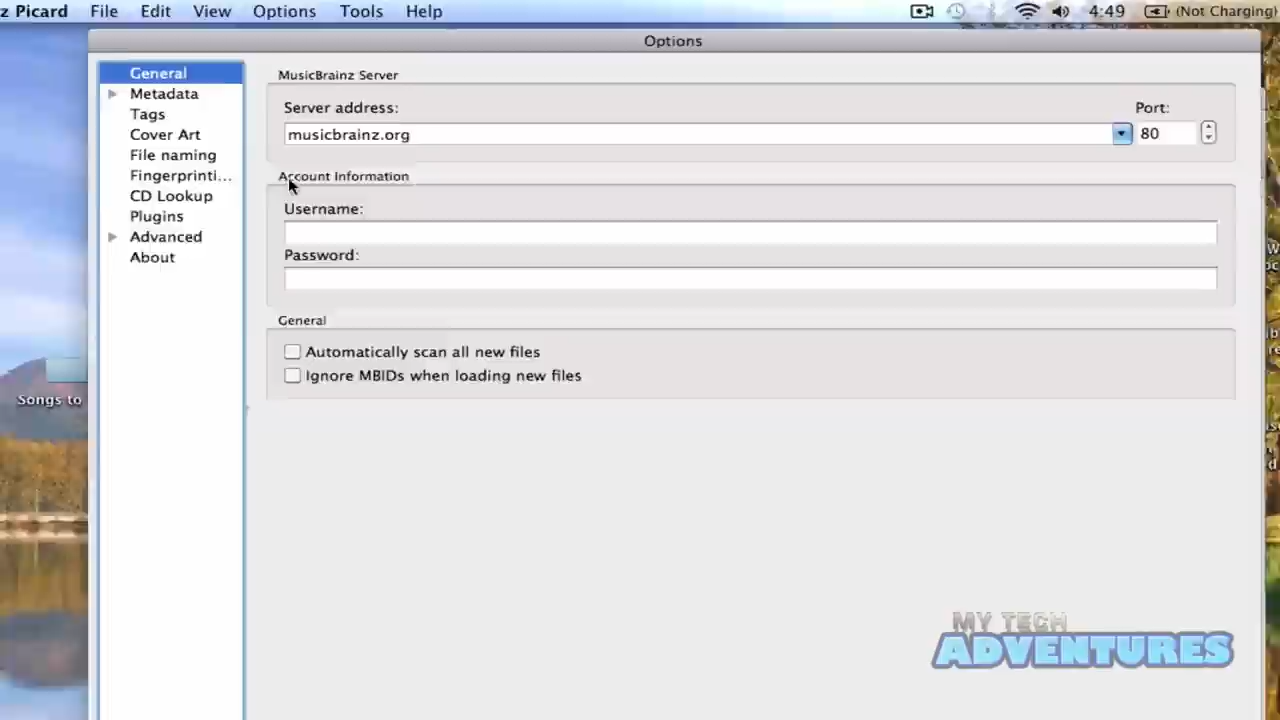 z Picard File Edit View Options Tools Help 4:49 (Not Charging)
Options
General
Metadata
Tags
Cover Art
File naming
Fingerprinti...
CD Lookup
Plugins
Advanced
About
MusicBrainz Server
Server address: Port:
musicbrainz.org 80
Account Information
Username:
Password:
General
Automatically scan all new files
Ignore MBIDs when loading new files
Songs to
MY TECH
ADVENTURES